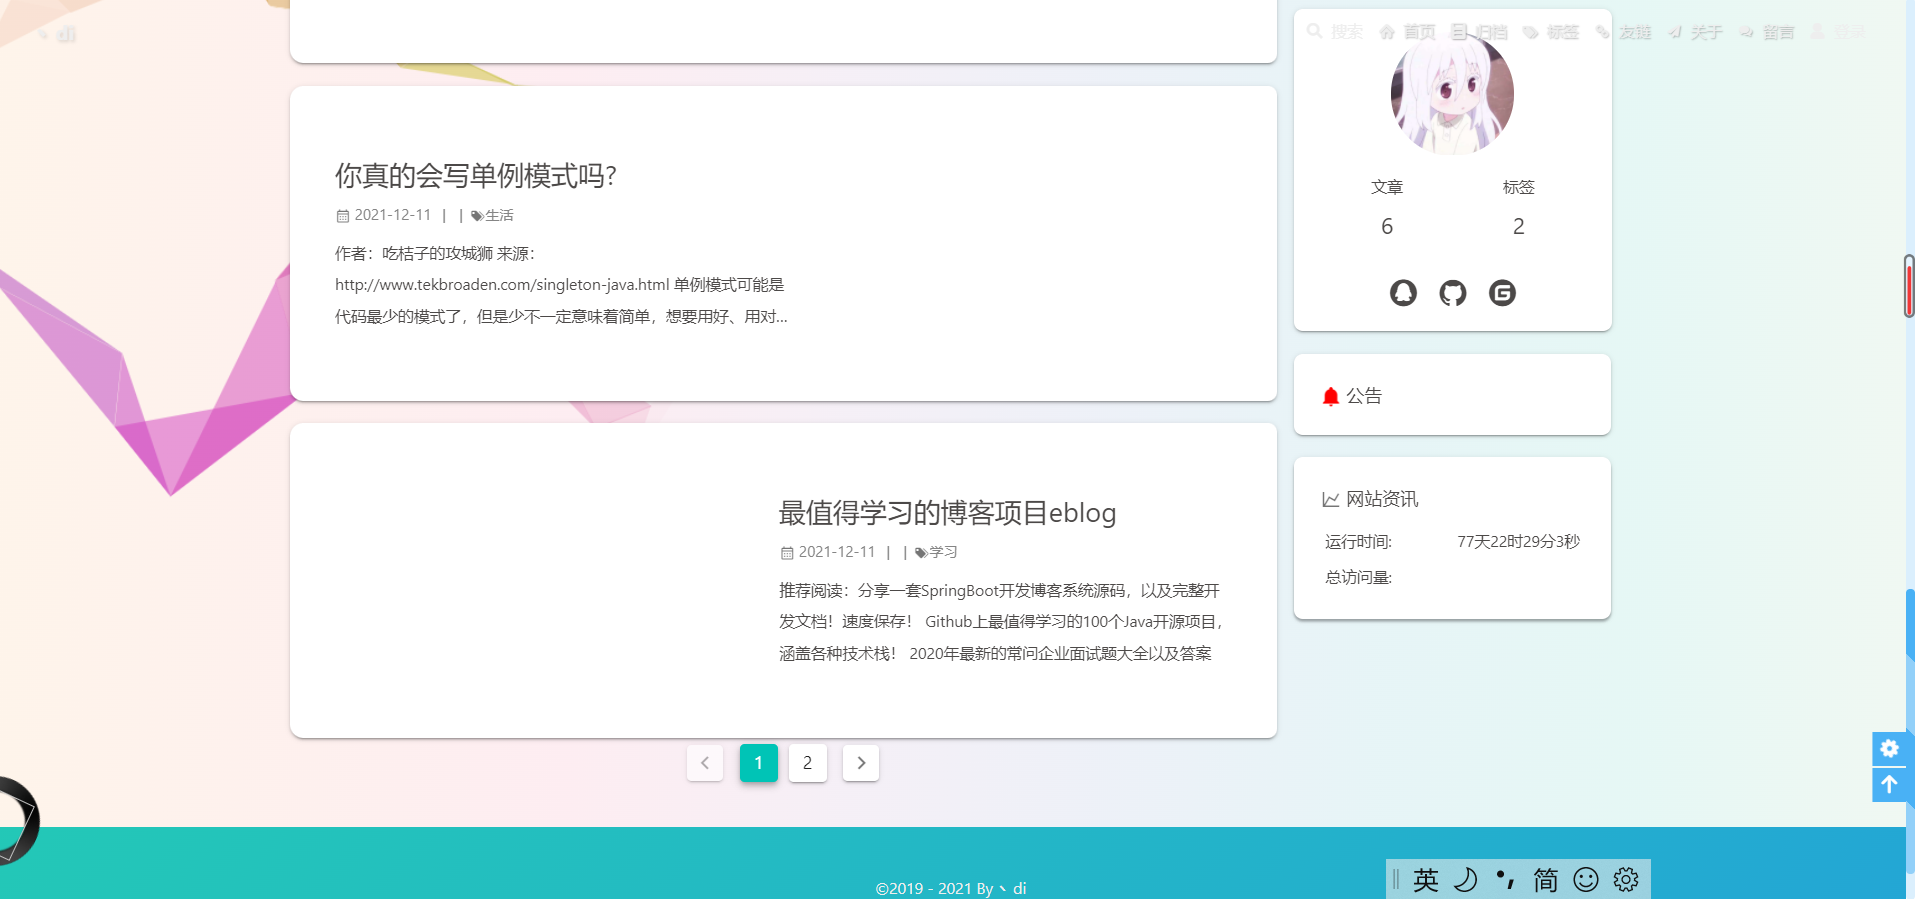 丶 di
搜索 首页 归档 标签 友链 关于 留言 登录
你真的会写单例模式吗?
2021-12-11 | | 生活
作者：吃桔子的攻城狮 来源：
http://www.tekbroaden.com/singleton-java.html 单例模式可能是
代码最少的模式了，但是少不一定意味着简单，想要用好、用对...
最值得学习的博客项目eblog
2021-12-11 | | 学习
推荐阅读：分享一套SpringBoot开发博客系统源码，以及完整开
发文档！速度保存！ Github上最值得学习的100个Java开源项目，
涵盖各种技术栈！ 2020年最新的常问企业面试题大全以及答案
1 2
文章 标签
6 2
公告
网站资讯
运行时间: 77天22时29分3秒
总访问量:
©2019 - 2021 By丶 di
英 简